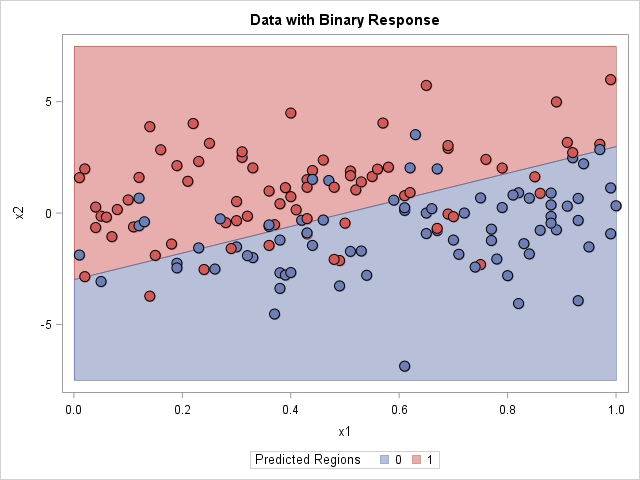 Data with Binary Response
5
0
-5
x2
0.0 0.2 0.4 0.6 0.8 1.0
x1
Predicted Regions 0 1